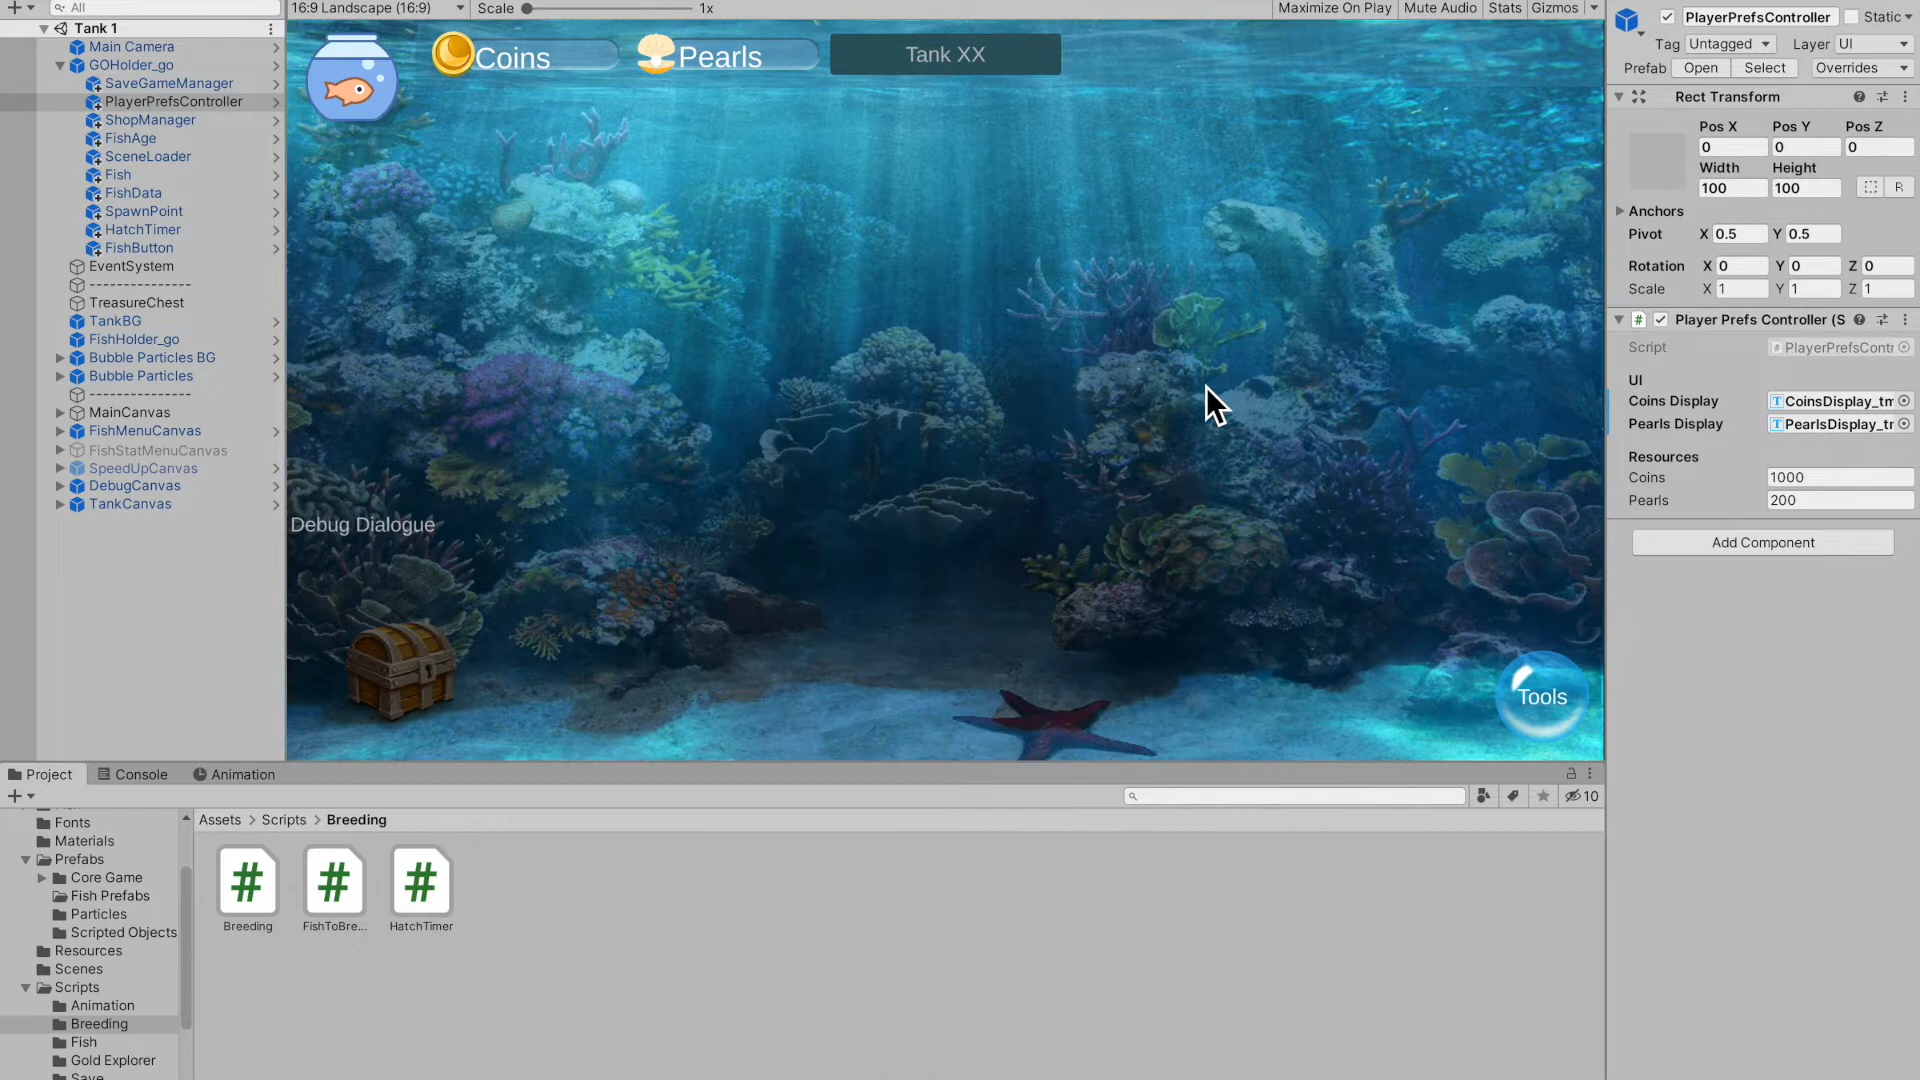 All
16:9 Landscape (16:9)
Scale
1x
Maximize On Play
Mute Audio
Stats
Gizmos
PlayerPrefsController
Static
Tank 1
Main Camera
GOHolder_go
SaveGameManager
PlayerPrefsController
ShopManager
FishAge
SceneLoader
Fish
FishData
SpawnPoint
HatchTimer
FishButton
EventSystem
---------------
TreasureChest
TankBG
FishHolder_go
Bubble Particles BG
Bubble Particles
---------------
MainCanvas
FishMenuCanvas
FishStatMenuCanvas
SpeedUpCanvas
DebugCanvas
TankCanvas
Coins
Pearls
Tank XX
Debug Dialogue
Tools
Tag Untagged Layer UI
Prefab Open Select Overrides
Rect Transform
Pos X Pos Y Pos Z
0 0 0
Width Height
100 100
R
Anchors
Pivot X 0.5 Y 0.5
Rotation X 0 Y 0 Z 0
Scale X 1 Y 1 Z 1
# Player Prefs Controller (S
Script # PlayerPrefsContr
UI
Coins Display CoinsDisplay_tm
Pearls Display PearlsDisplay_tr
Resources
Coins 1000
Pearls 200
Add Component
Project
Console
Animation
10
Fonts
Materials
Prefabs
Core Game
Fish Prefabs
Particles
Scripted Objects
Resources
Scenes
Scripts
Animation
Breeding
Fish
Gold Explorer
Save
Assets > Scripts > Breeding
# # #
Breeding
FishToBre...
HatchTimer